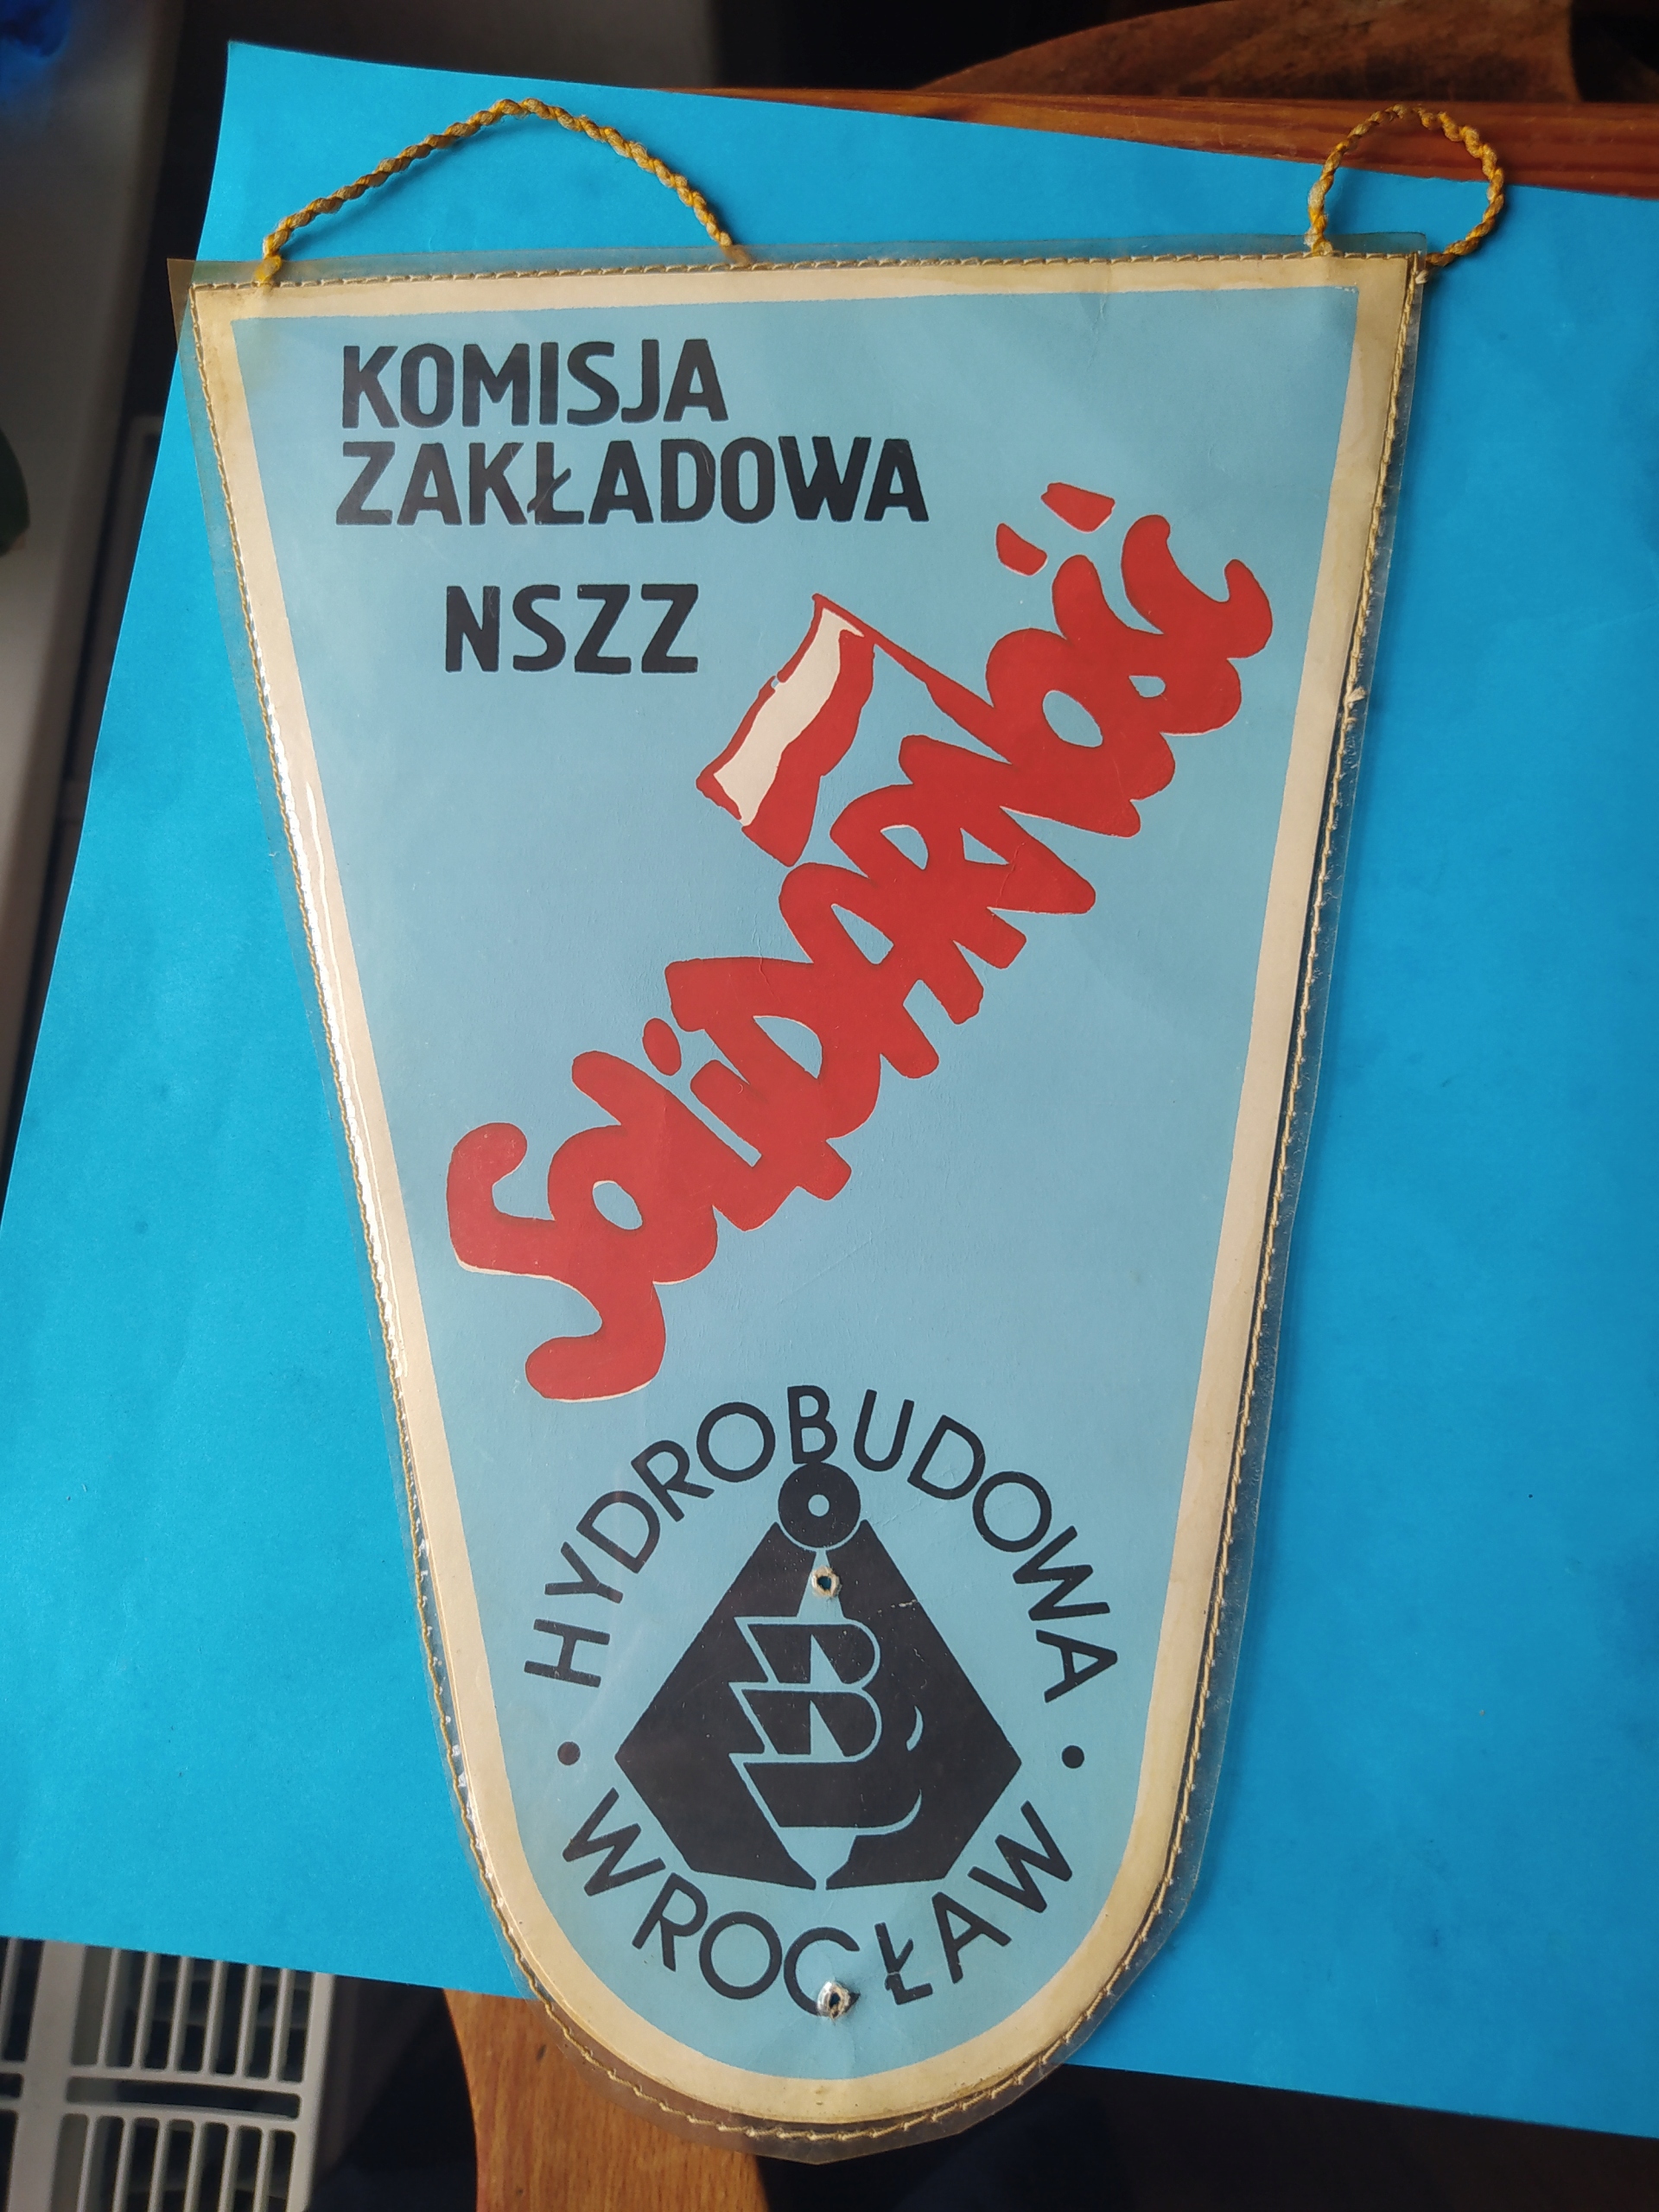 KOMISJA
ZAKŁADOWA
NSZZ
SOLiDARNOŚĆ
HYDROBUDOWA
• WROCŁAW •